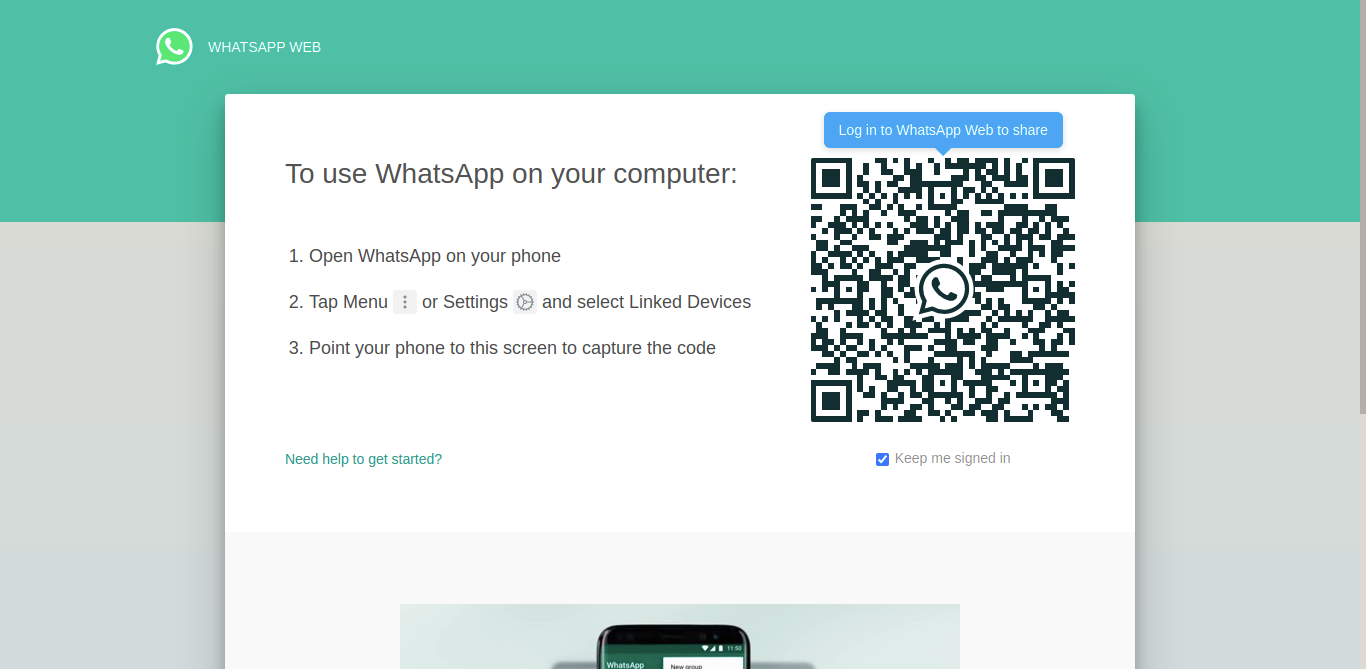 WHATSAPP WEB
Log in to WhatsApp Web to share
To use WhatsApp on your computer:
1. Open WhatsApp on your phone
2. Tap Menu or Settings and select Linked Devices
3. Point your phone to this screen to capture the code
Need help to get started?
Keep me signed in
11:50
WhatsApp
New group